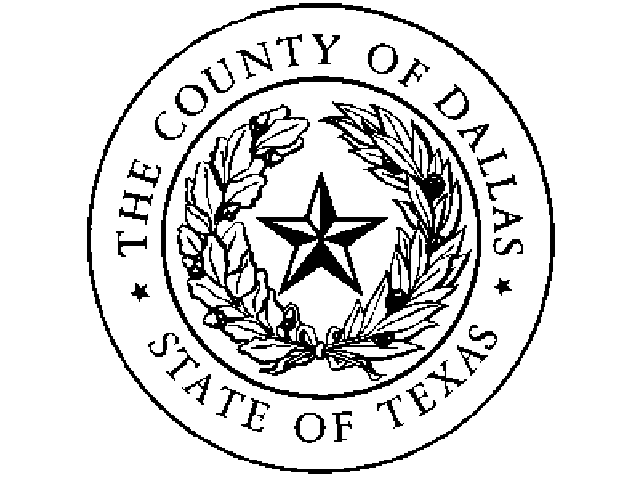 THE COUNTY OF DALLAS
STATE OF TEXAS